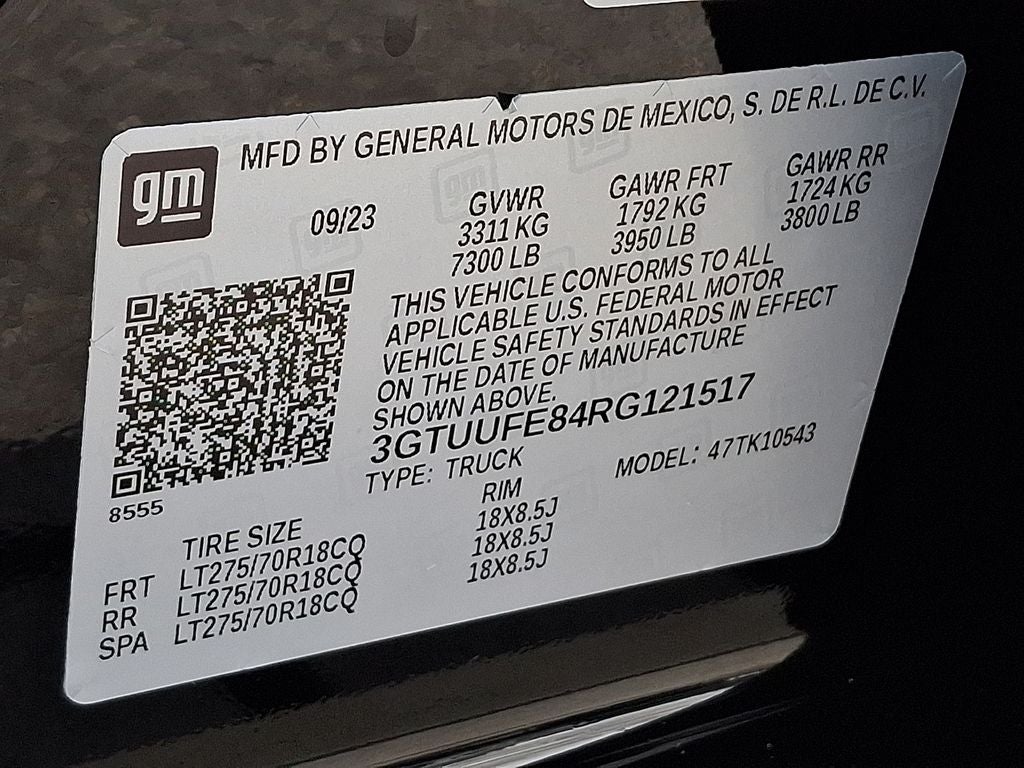 gm
MFD BY GENERAL MOTORS DE MEXICO, S. DE R.L. DE C.V.
09/23 GVWR GAWR FRT GAWR RR
3311 KG 1792 KG 1724 KG
7300 LB 3950 LB 3800 LB
THIS VEHICLE CONFORMS TO ALL
APPLICABLE U.S. FEDERAL MOTOR
VEHICLE SAFETY STANDARDS IN EFFECT
ON THE DATE OF MANUFACTURE
SHOWN ABOVE.
3GTUUFE84RG121517
TYPE: TRUCK MODEL: 47TK10543
8555
TIRE SIZE RIM
FRT LT275/70R18CQ 18X8.5J
RR LT275/70R18CQ 18X8.5J
SPA LT275/70R18CQ 18X8.5J